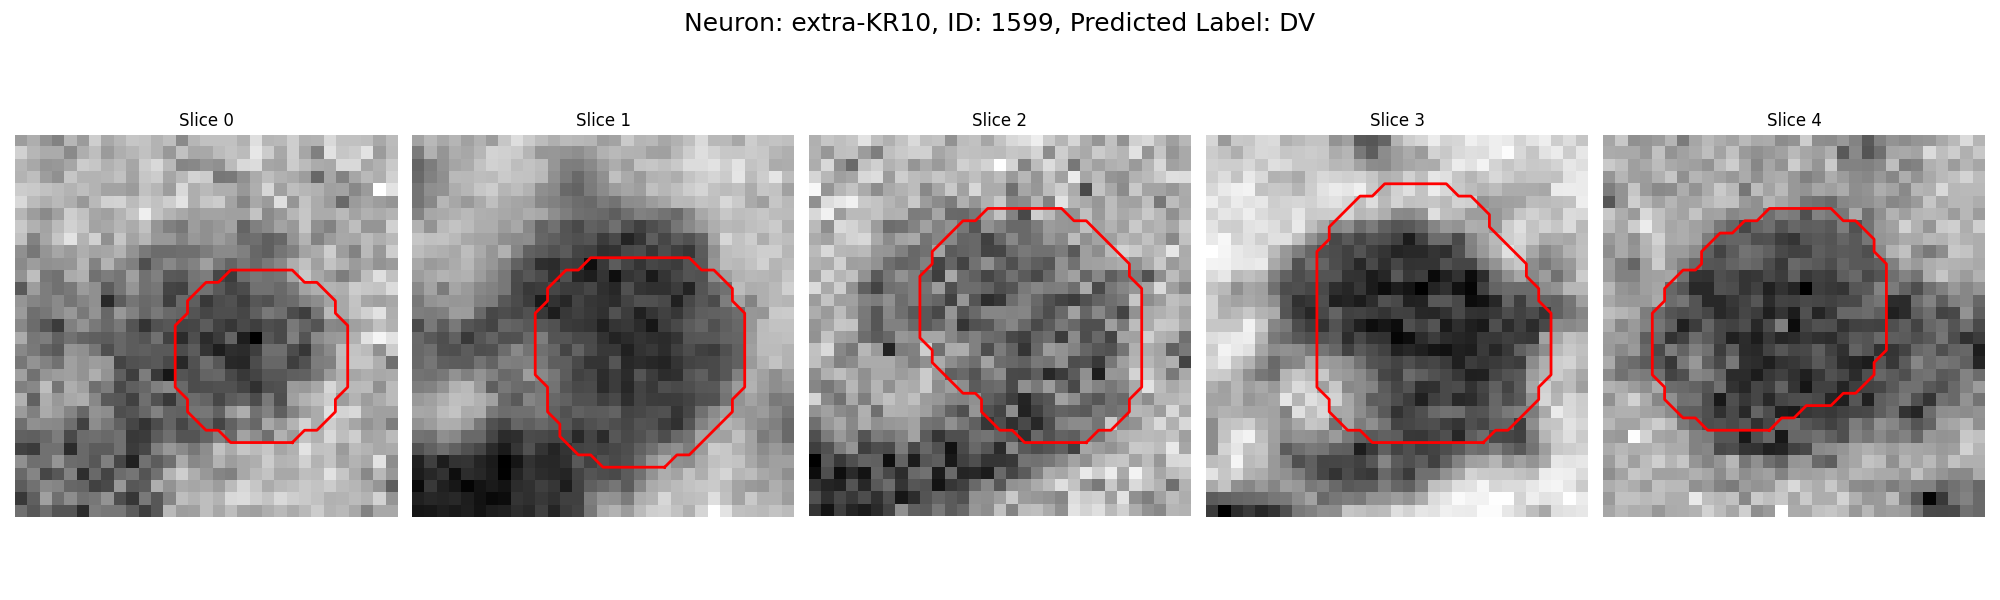 Neuron: extra-KR10, ID: 1599, Predicted Label: DV
Slice 0
Slice 1
Slice 2
Slice 3
Slice 4